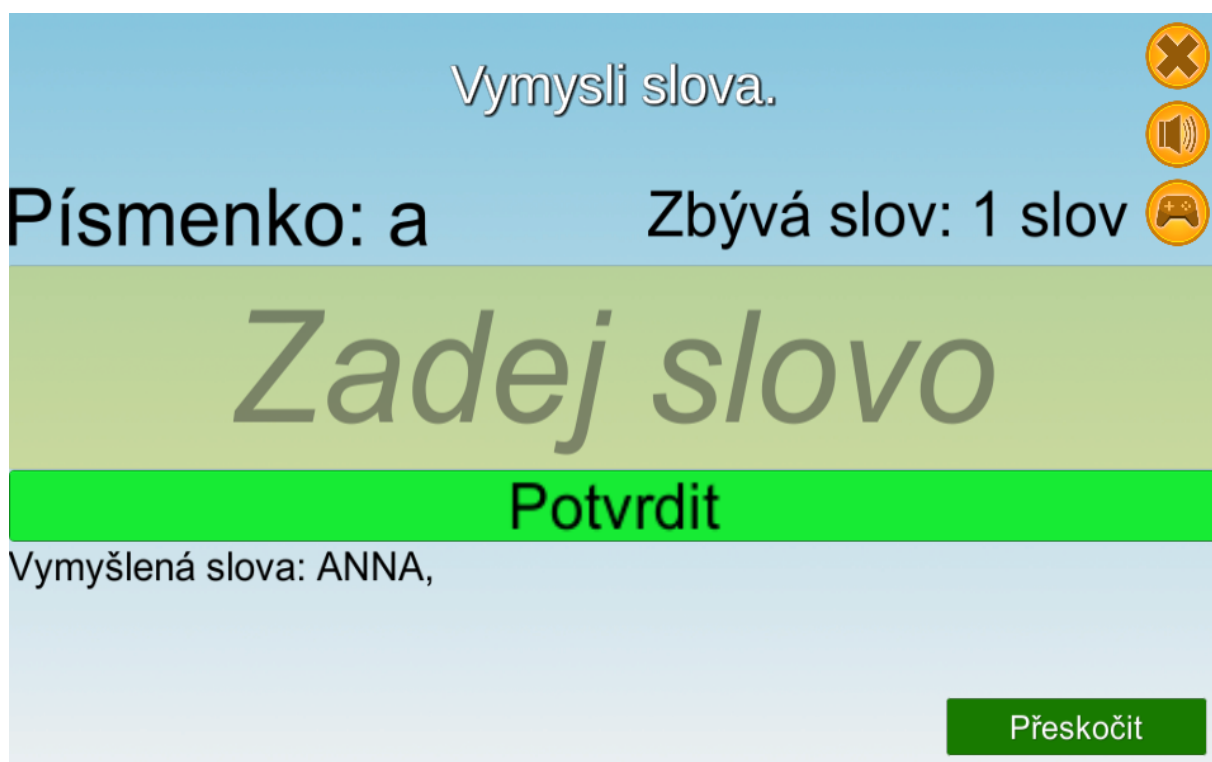 Vymysli slova.
Písmenko: a
Zbývá slov: 1 slov
Zadej slovo
Potvrdit
Vymyšlená slova: ANNA,
Přeskočit